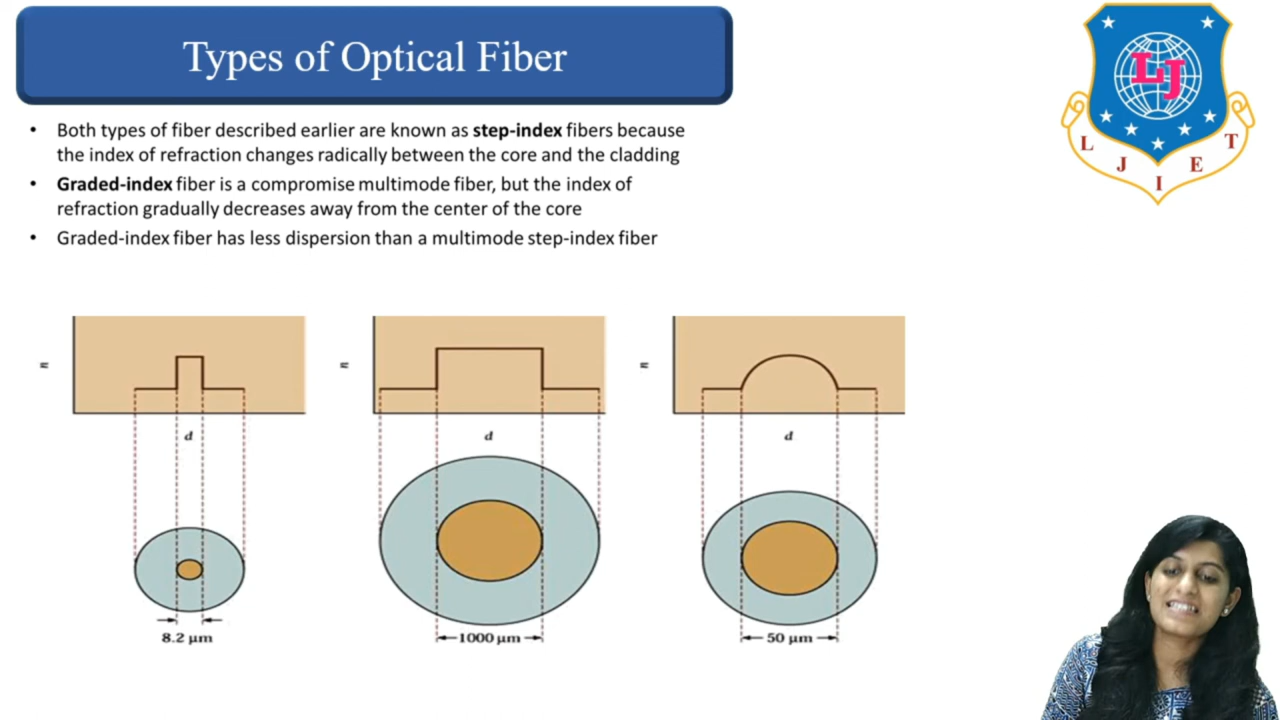 Types of Optical Fiber
• Both types of fiber described earlier are known as step-index fibers because
the index of refraction changes radically between the core and the cladding
• Graded-index fiber is a compromise multimode fiber, but the index of
refraction gradually decreases away from the center of the core
• Graded-index fiber has less dispersion than a multimode step-index fiber
LJ
L J I E T
n n n
d d d
8.2 µm 1000 µm 50 µm